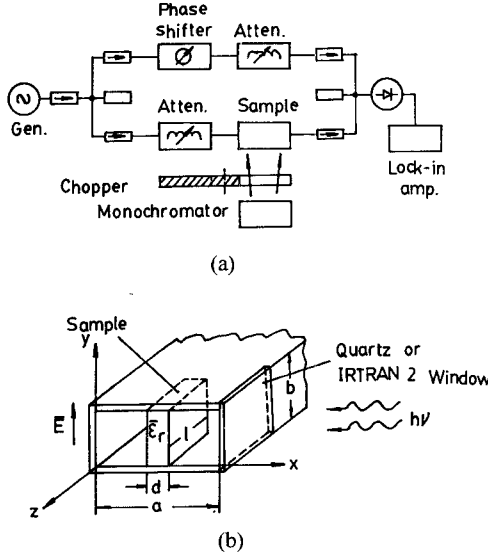 Phase
shifter
Atten.
Gen.
Atten.
Sample
Chopper
Monochromator
Lock-in
amp.
(a)
Sample
y
Quartz or
IRTRAN 2 Window
b
E̅
ε̅r
l
hν
x
d
z
a
(b)